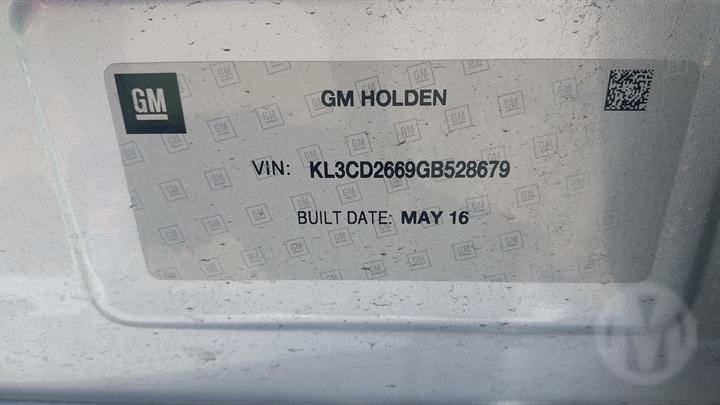 GM
GM HOLDEN
VIN: KL3CD2669GB528679
BUILT DATE: MAY 16